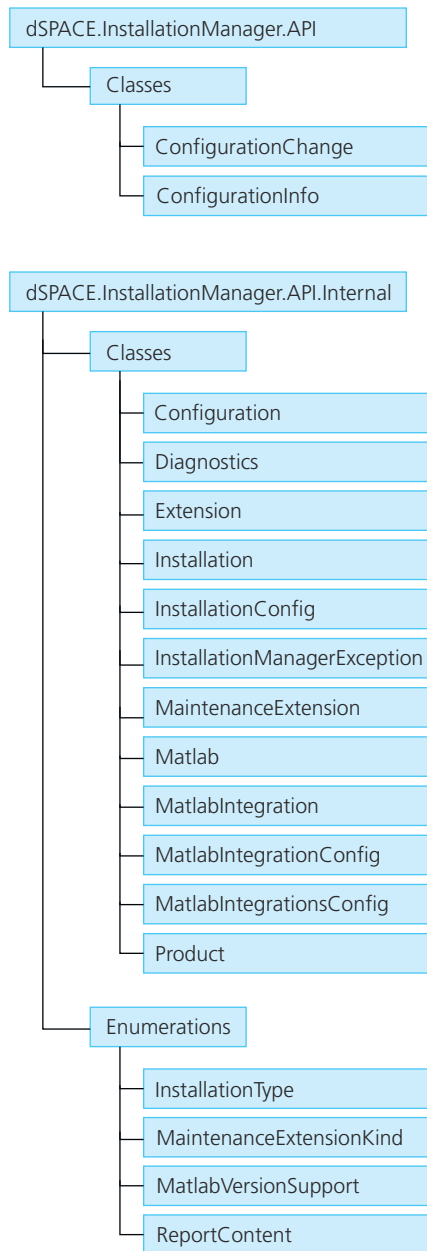 dSPACE.InstallationManager.API
Classes
ConfigurationChange
ConfigurationInfo
dSPACE.InstallationManager.API.Internal
Classes
Configuration
Diagnostics
Extension
Installation
InstallationConfig
InstallationManagerException
MaintenanceExtension
Matlab
MatlabIntegration
MatlabIntegrationConfig
MatlabIntegrationsConfig
Product
Enumerations
InstallationType
MaintenanceExtensionKind
MatlabVersionSupport
ReportContent